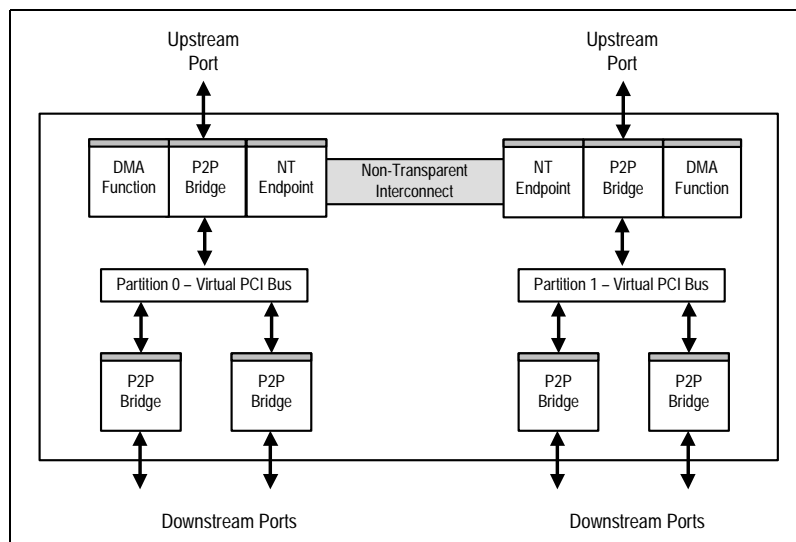 Upstream
Port
Upstream
Port
DMA
Function
P2P
Bridge
NT
Endpoint
Non-Transparent
Interconnect
NT
Endpoint
P2P
Bridge
DMA
Function
Partition 0 – Virtual PCI Bus
Partition 1 – Virtual PCI Bus
P2P
Bridge
P2P
Bridge
P2P
Bridge
P2P
Bridge
Downstream Ports
Downstream Ports